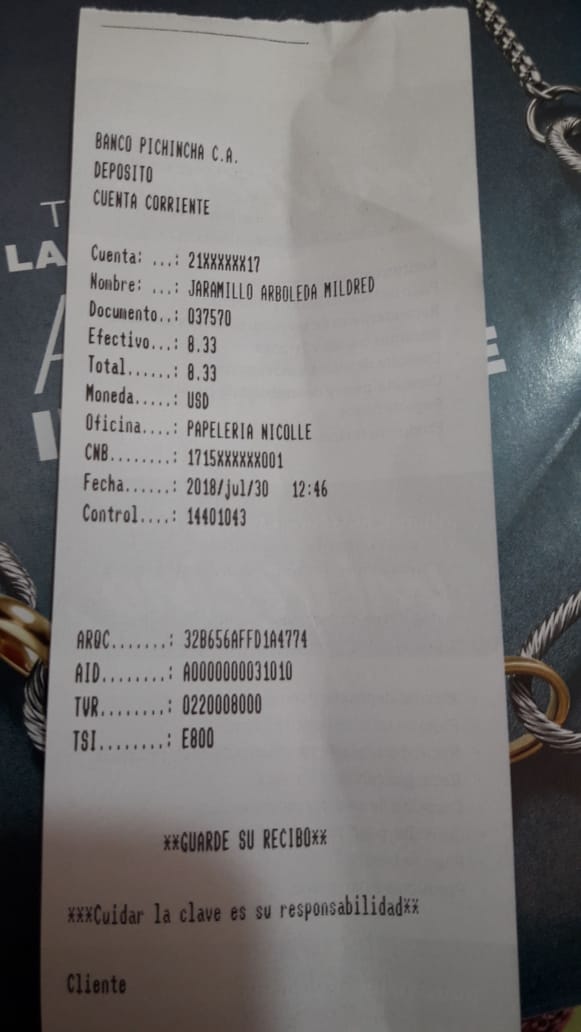 BANCO PICHINCHA C.A.
DEPOSITO
CUENTA CORRIENTE
Cuenta: ...: 21XXXXXX17
Nombre: ...: JARAMILLO ARBOLEDA MILDRED
Documento..: 037570
Efectivo...: 8.33
Total......: 8.33
Moneda.....: USD
Oficina....: PAPELERIA NICOLLE
CNB........: 1715XXXXXX001
Fecha......: 2018/jul/30 12:46
Control....: 14401043
ARQC.......: 32B656AFFD1A4774
AID........: A0000000031010
TVR........: 0220008000
TSI........: E800
**GUARDE SU RECIBO**
***Cuidar la clave es su responsabilidad**
Cliente
LA